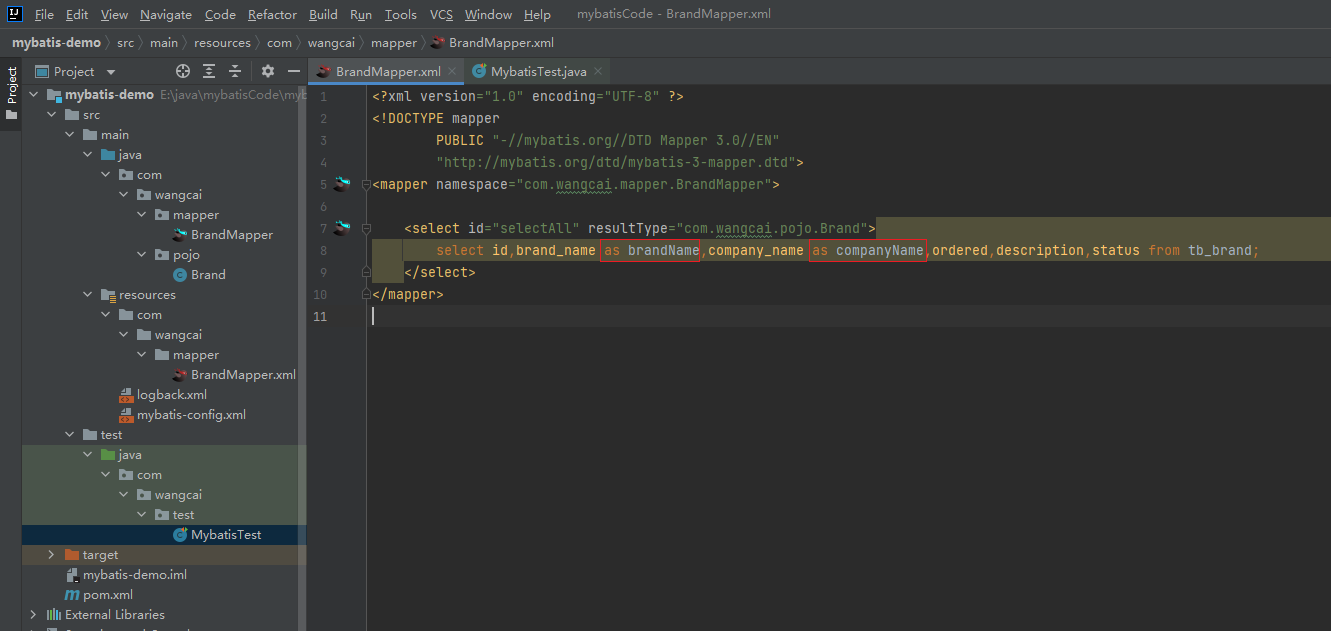 File Edit View Navigate Code Refactor Build Run Tools VCS Window Help mybatisCode - BrandMapper.xml
mybatis-demo src main resources com wangcai mapper BrandMapper.xml
Project
Project
BrandMapper.xml
MybatisTest.java
mybatis-demo E:\java\mybatisCode\myb
src
main
java
com
wangcai
mapper
BrandMapper
pojo
Brand
resources
com
wangcai
mapper
BrandMapper.xml
logback.xml
mybatis-config.xml
test
java
com
wangcai
test
MybatisTest
target
mybatis-demo.iml
pom.xml
External Libraries
1 <?xml version="1.0" encoding="UTF-8" ?>
2 <!DOCTYPE mapper
3 PUBLIC "-//mybatis.org//DTD Mapper 3.0//EN"
4 "http://mybatis.org/dtd/mybatis-3-mapper.dtd">
5 <mapper namespace="com.wangcai.mapper.BrandMapper">
6
7 <select id="selectAll" resultType="com.wangcai.pojo.Brand">
8 select id,brand_name as brandName,company_name as companyName,ordered,description,status from tb_brand;
9 </select>
10 </mapper>
11